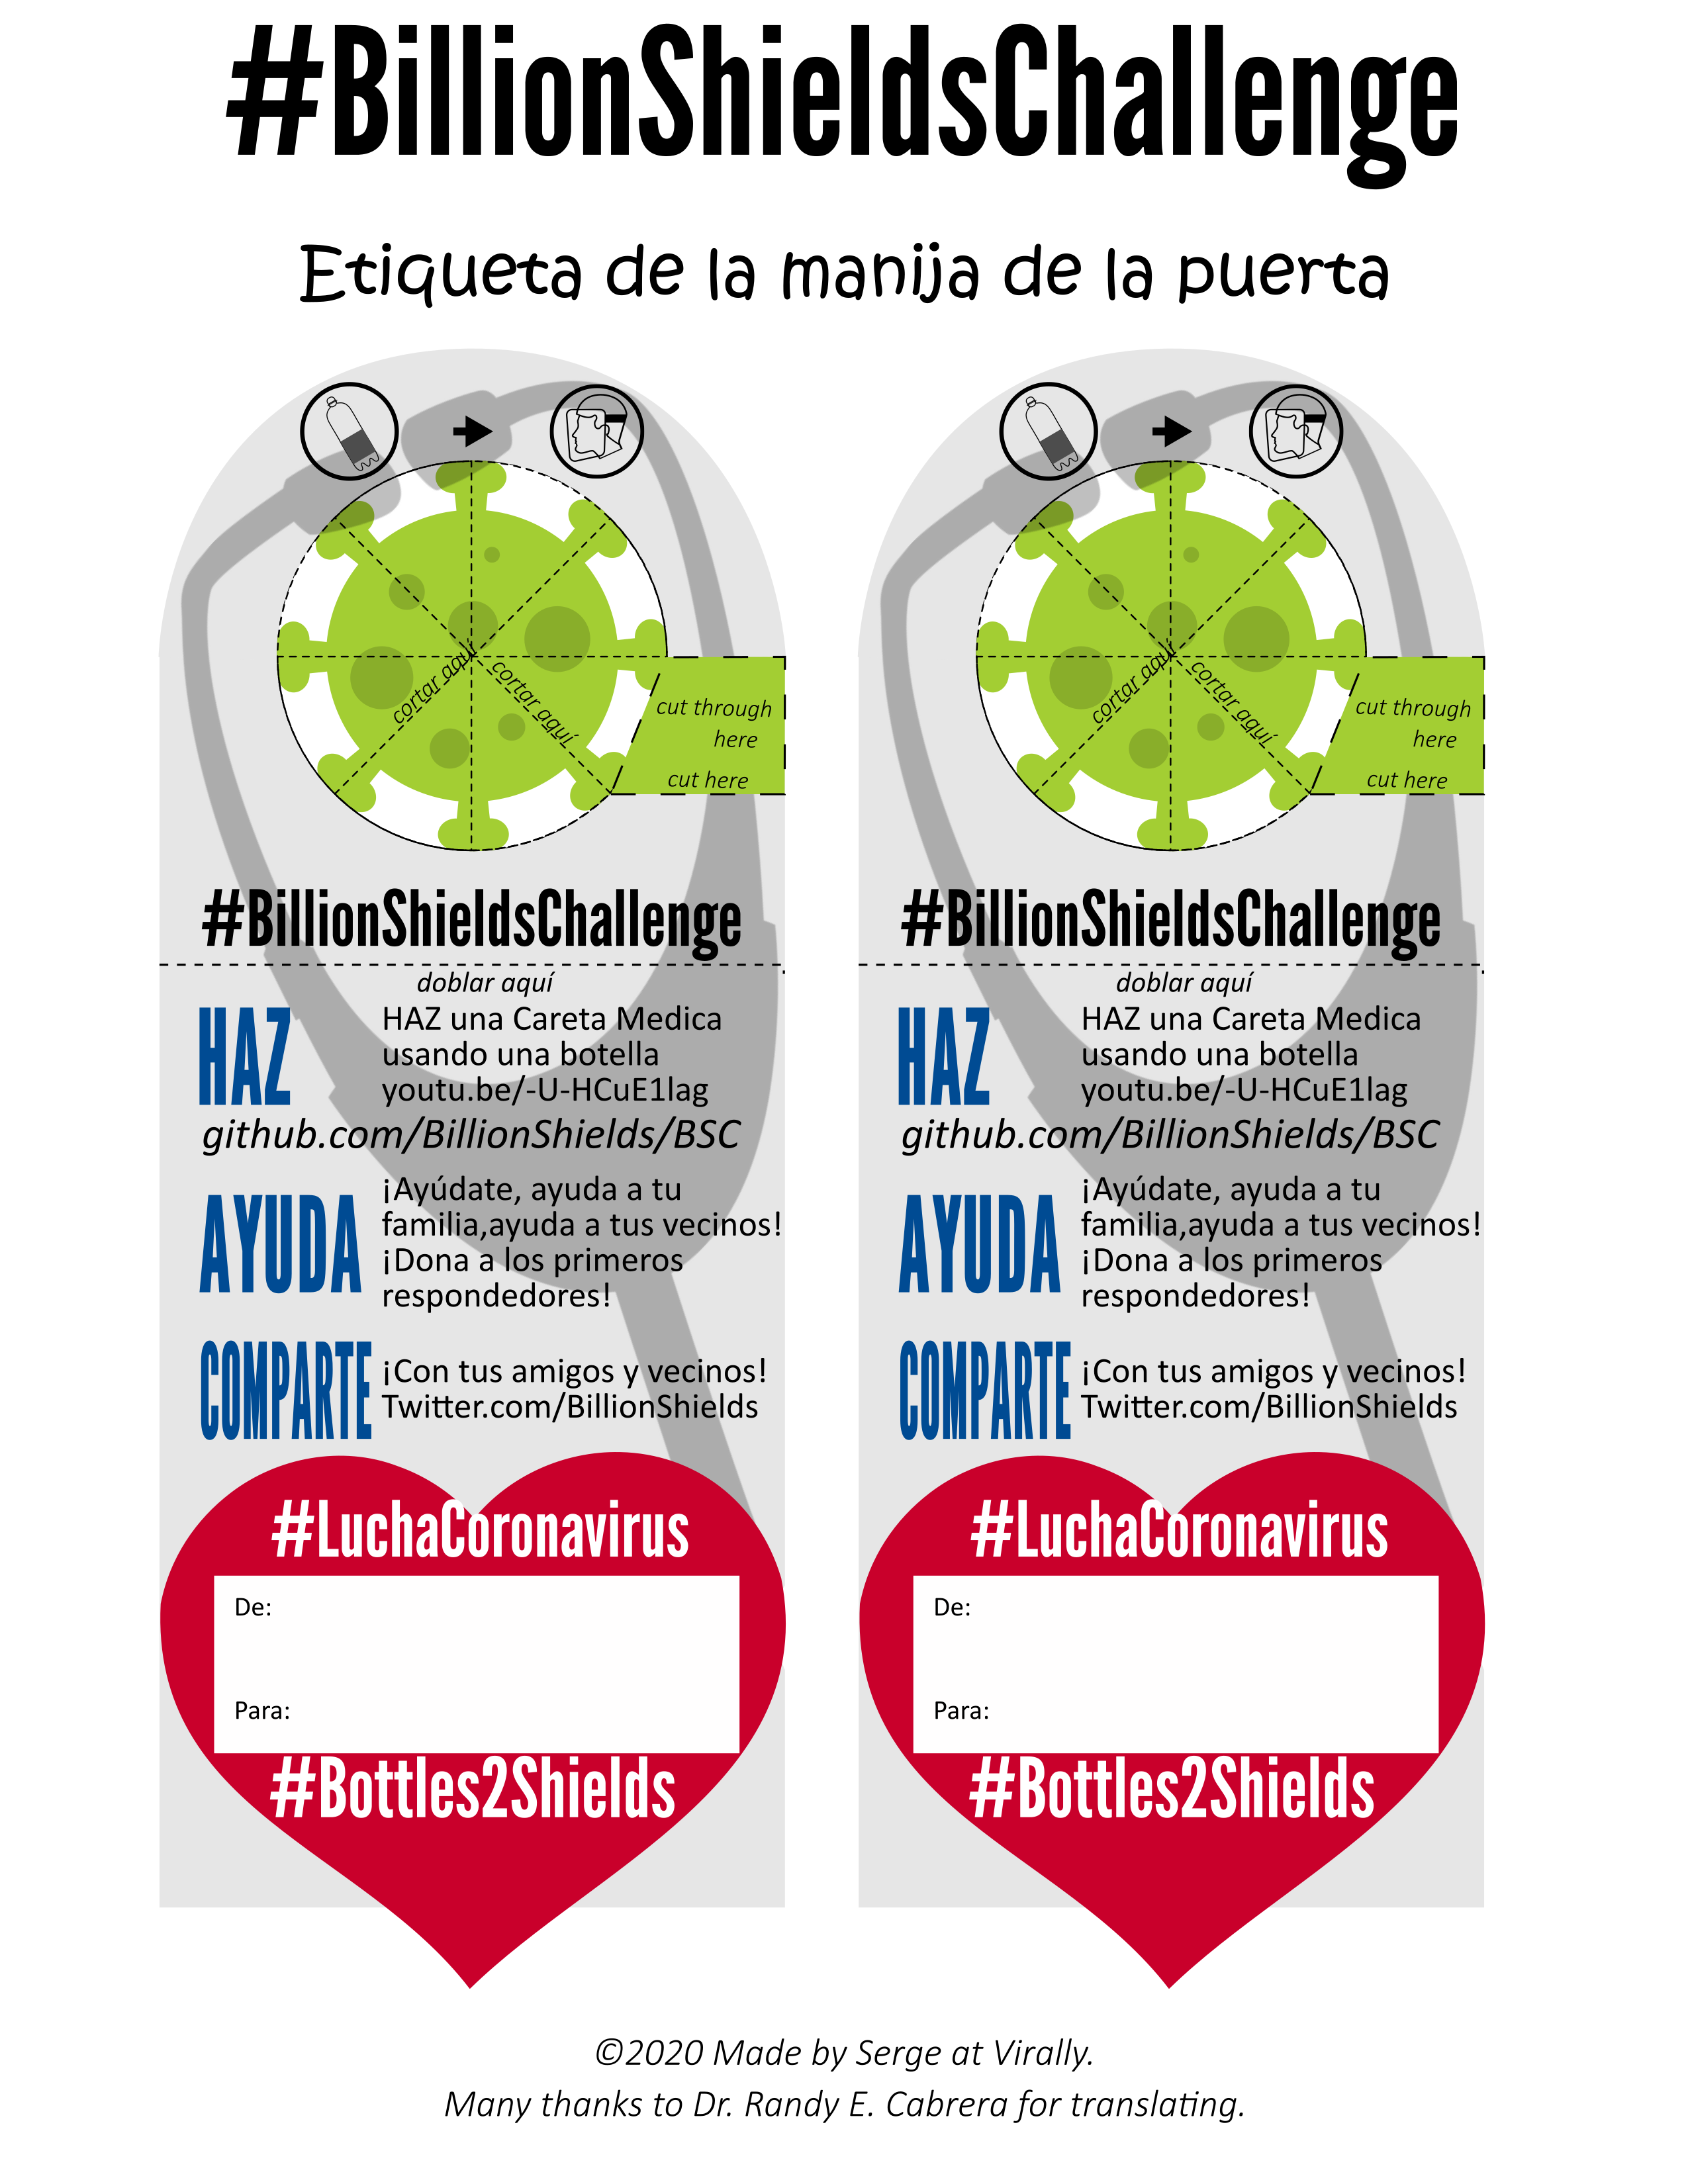 #BillionShieldsChallenge
Etiqueta de la manija de la puerta
cortar aquí
cortar aquí
cut through
here
cut here
#BillionShieldsChallenge
doblar aquí
HAZ
HAZ una Careta Medica
usando una botella
youtu.be/-U-HCuE1lag
github.com/BillionShields/BSC
AYUDA
¡Ayúdate, ayuda a tu
familia,ayuda a tus vecinos!
¡Dona a los primeros
respondedores!
COMPARTE
¡Con tus amigos y vecinos!
Twitter.com/BillionShields
#LuchaCoronavirus
De:
Para:
#Bottles2Shields
cortar aquí
cortar aquí
cut through
here
cut here
#BillionShieldsChallenge
doblar aquí
HAZ
HAZ una Careta Medica
usando una botella
youtu.be/-U-HCuE1lag
github.com/BillionShields/BSC
AYUDA
¡Ayúdate, ayuda a tu
familia,ayuda a tus vecinos!
¡Dona a los primeros
respondedores!
COMPARTE
¡Con tus amigos y vecinos!
Twitter.com/BillionShields
#LuchaCoronavirus
De:
Para:
#Bottles2Shields
©2020 Made by Serge at Virally.
Many thanks to Dr. Randy E. Cabrera for translating.